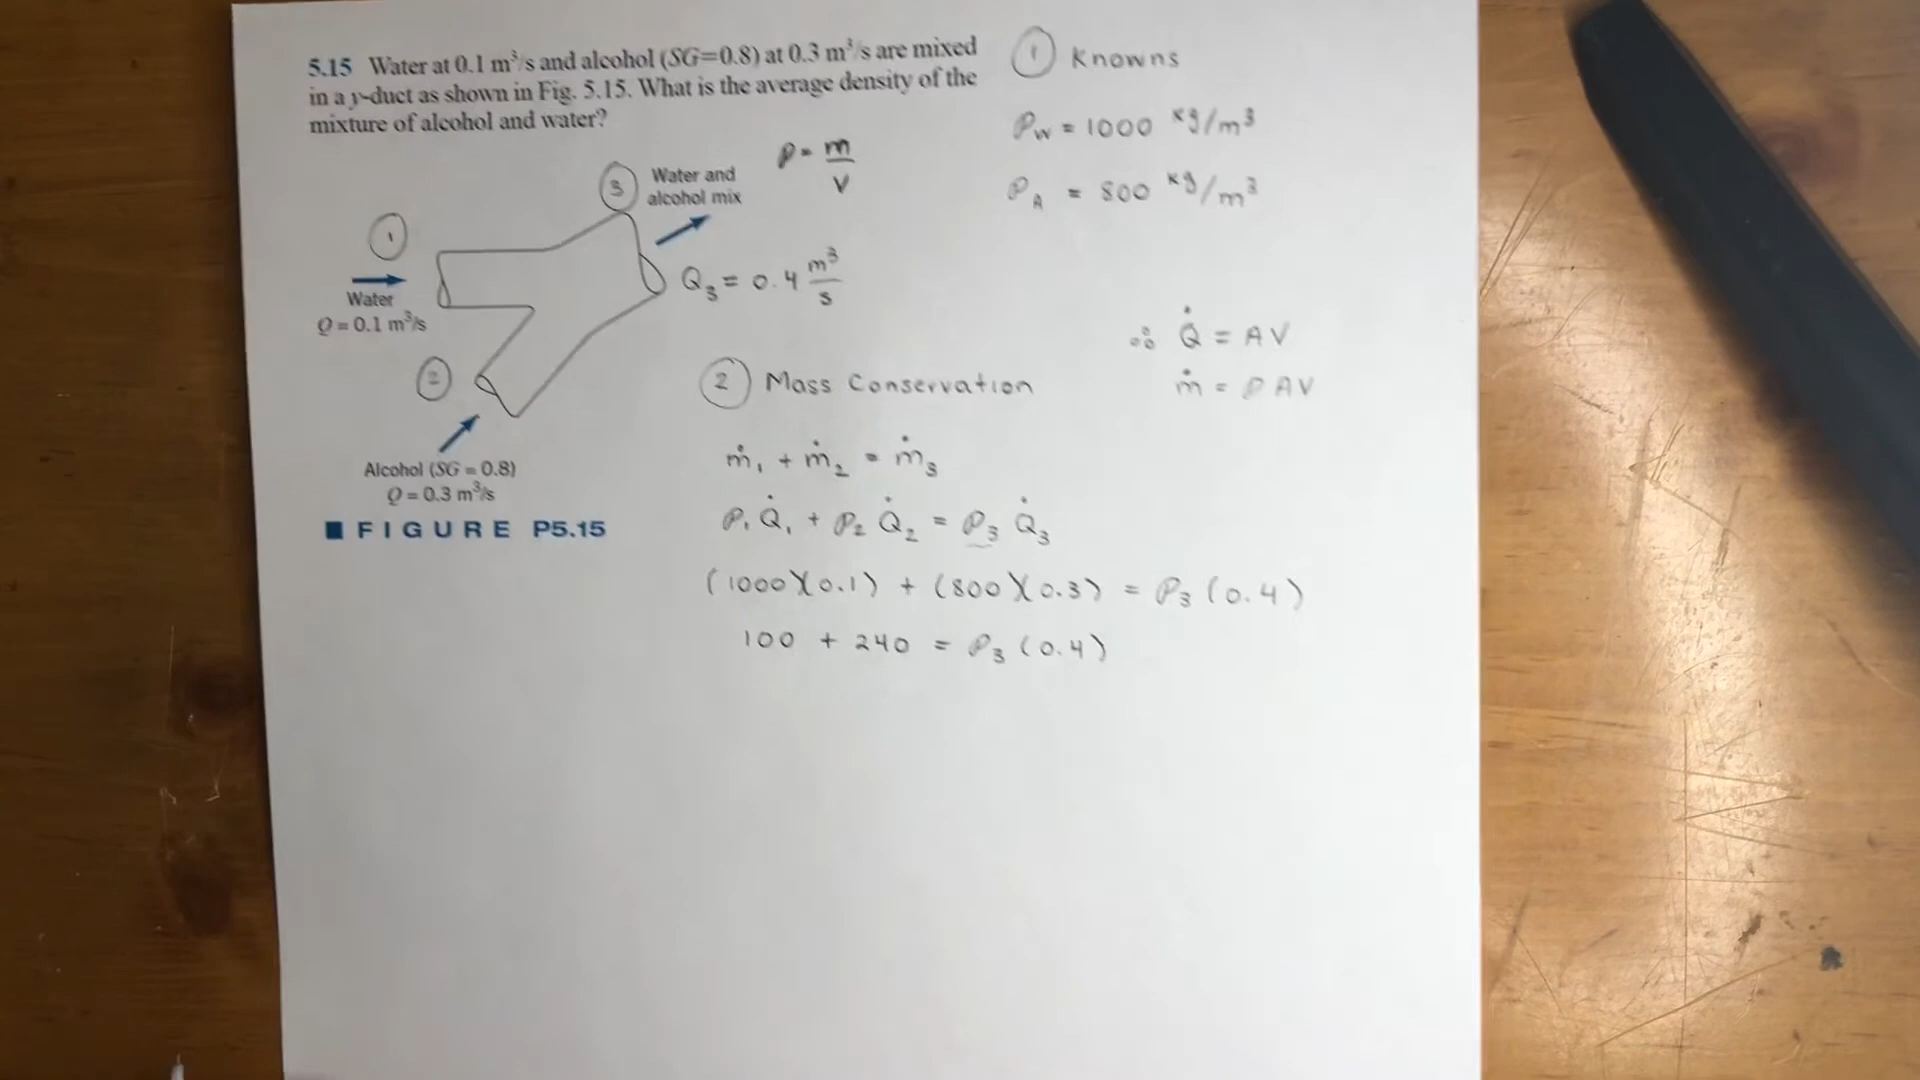 5.15 Water at 0.1 m³/s and alcohol (SG=0.8) at 0.3 m³/s are mixed
in a y-duct as shown in Fig. 5.15. What is the average density of the
mixture of alcohol and water?
ρ = m/V
3
Water and
alcohol mix
1
Water
Q = 0.1 m³/s
Q₃ = 0.4 m³/s
2
Alcohol (SG = 0.8)
Q = 0.3 m³/s
■ FIGURE P5.15
1 Knowns
ρw = 1000 kg/m³
ρA = 800 kg/m³
∴ Q̇ = AV
ṁ = ρAV
2 Mass Conservation
ṁ₁ + ṁ₂ = ṁ₃
ρ₁Q̇₁ + ρ₂Q̇₂ = ρ₃Q̇₃
(1000)(0.1) + (800)(0.3) = ρ₃(0.4)
100 + 240 = ρ₃(0.4)